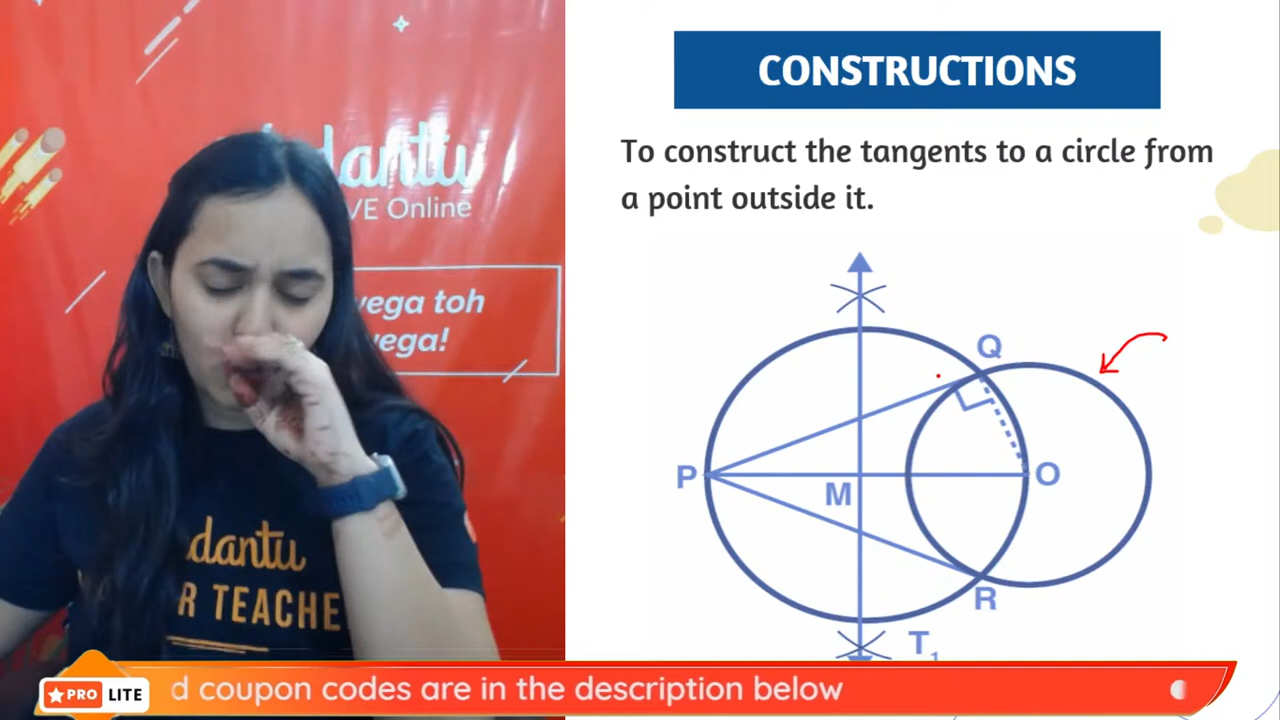 dantu
VE Online
vega toh
vega!
dantu
R TEACHE
CONSTRUCTIONS
To construct the tangents to a circle from
a point outside it.
Q
P
M
O
R
T₁
PRO LITE
d coupon codes are in the description below